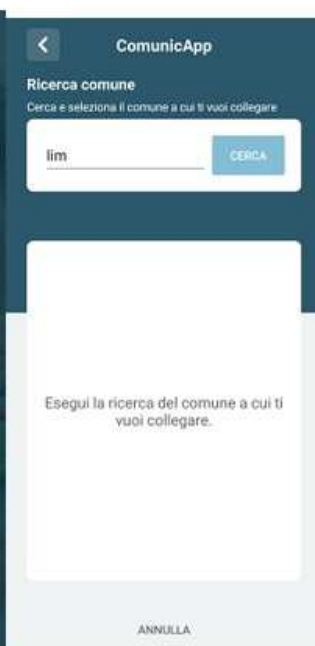 ComunicApp
Ricerca comune
Cerca e seleziona il comune a cui ti vuoi collegare
lim
CERCA
Esegui la ricerca del comune a cui ti
vuoi collegare.
ANNULLA